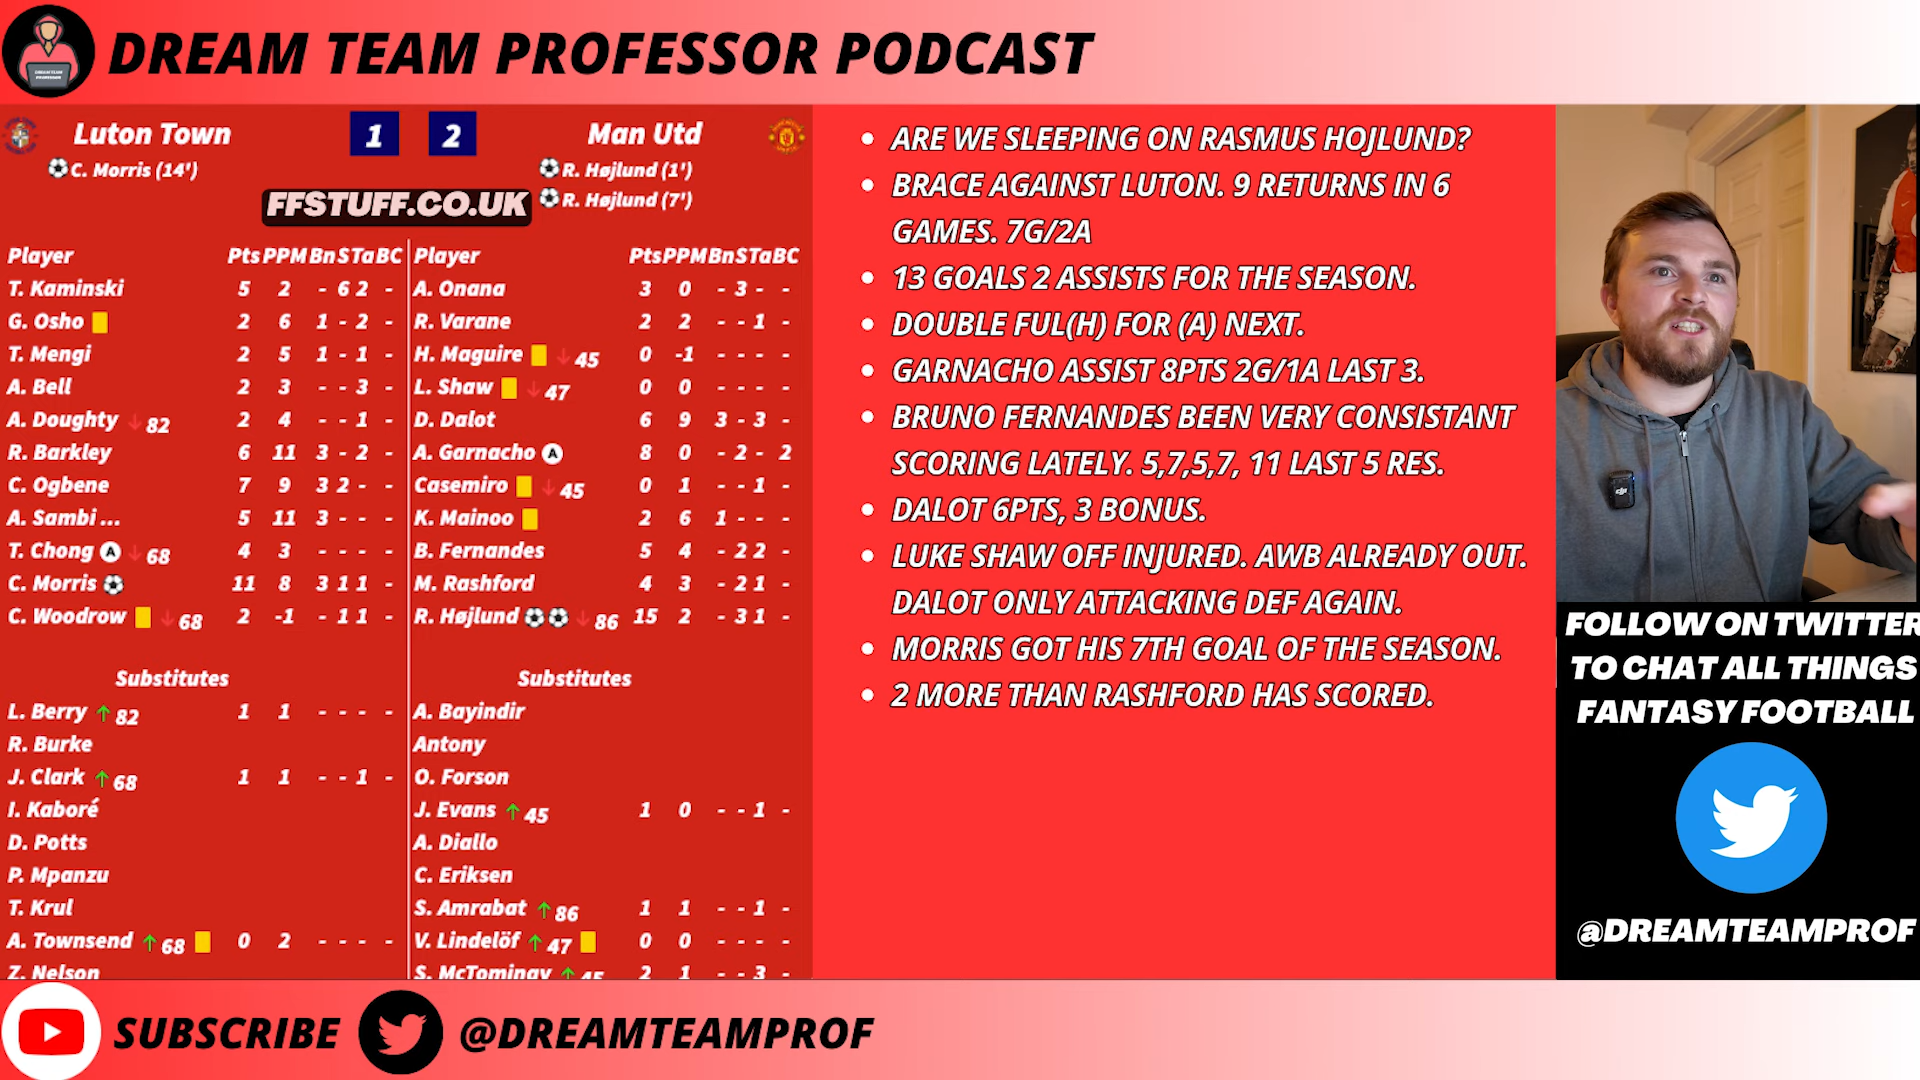 DREAM TEAM PROFESSOR PODCAST
Luton Town 1 2 Man Utd
C. Morris (14') R. Højlund (1')
FFSTUFF.CO.UK R. Højlund (7')
Player Pts PPM Bn S Ta BC Player Pts PPM Bn S Ta BC
T. Kaminski 5 2 - 6 2 - A. Onana 3 0 - 3 - -
G. Osho 2 6 1 - 2 - R. Varane 2 2 - - 1 -
T. Mengi 2 5 1 - 1 - H. Maguire 45 0 -1 - - - -
A. Bell 2 3 - - 3 - L. Shaw 47 0 0 - - - -
A. Doughty 82 2 4 - - 1 - D. Dalot 6 9 3 - 3 -
R. Barkley 6 11 3 - 2 - A. Garnacho A 8 0 - 2 - 2
C. Ogbene 7 9 3 2 - - Casemiro 45 0 1 - - 1 -
A. Sambi ... 5 11 3 - - - K. Mainoo 2 6 1 - - -
T. Chong A 68 4 3 - - - - B. Fernandes 5 4 - 2 2 -
C. Morris 11 8 3 1 1 - M. Rashford 4 3 - 2 1 -
C. Woodrow 68 2 -1 - 1 1 - R. Højlund 86 15 2 - 3 1 -
Substitutes Substitutes
L. Berry 82 1 1 - - - - A. Bayindir
R. Burke Antony
J. Clark 68 1 1 - - 1 - O. Forson
I. Kaboré J. Evans 45 1 0 - - 1 -
D. Potts A. Diallo
P. Mpanzu C. Eriksen
T. Krul S. Amrabat 86 1 1 - - 1 -
A. Townsend 68 0 2 - - - - V. Lindelöf 47 0 0 - - - -
Z. Nelson S. McTominay 45 2 1 - - 3 -
• ARE WE SLEEPING ON RASMUS HOJLUND?
• BRACE AGAINST LUTON. 9 RETURNS IN 6
GAMES. 7G/2A
• 13 GOALS 2 ASSISTS FOR THE SEASON.
• DOUBLE FUL(H) FOR (A) NEXT.
• GARNACHO ASSIST 8PTS 2G/1A LAST 3.
• BRUNO FERNANDES BEEN VERY CONSISTANT
SCORING LATELY. 5,7,5,7, 11 LAST 5 RES.
• DALOT 6PTS, 3 BONUS.
• LUKE SHAW OFF INJURED. AWB ALREADY OUT.
DALOT ONLY ATTACKING DEF AGAIN.
• MORRIS GOT HIS 7TH GOAL OF THE SEASON.
• 2 MORE THAN RASHFORD HAS SCORED.
FOLLOW ON TWITTER
TO CHAT ALL THINGS
FANTASY FOOTBALL
@DREAMTEAMPROF
SUBSCRIBE @DREAMTEAMPROF